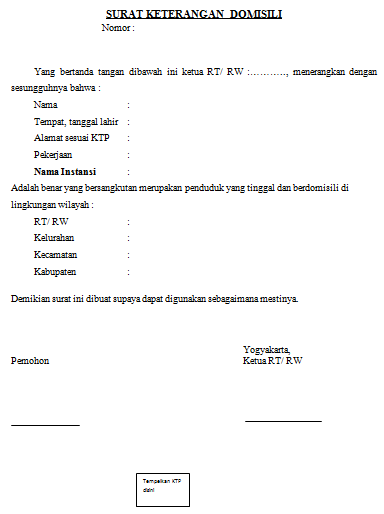 SURAT KETERANGAN DOMISILI
Nomor :
Yang bertanda tangan dibawah ini ketua RT/ RW :..........., menerangkan dengan
sesungguhnya bahwa :
Nama :
Tempat, tanggal lahir :
Alamat sesuai KTP :
Pekerjaan :
Nama Instansi :
Adalah benar yang bersangkutan merupakan penduduk yang tinggal dan berdomisili di
lingkungan wilayah :
RT/ RW :
Kelurahan :
Kecamatan :
Kabupaten :
Demikian surat ini dibuat supaya dapat digunakan sebagaimana mestinya.
Yogyakarta,
Pemohon Ketua RT/ RW
Tempelkan KTP
disini